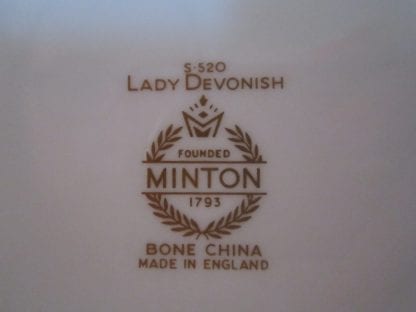 S-520
LADY DEVONISH
FOUNDED
MINTON
1793
BONE CHINA
MADE IN ENGLAND